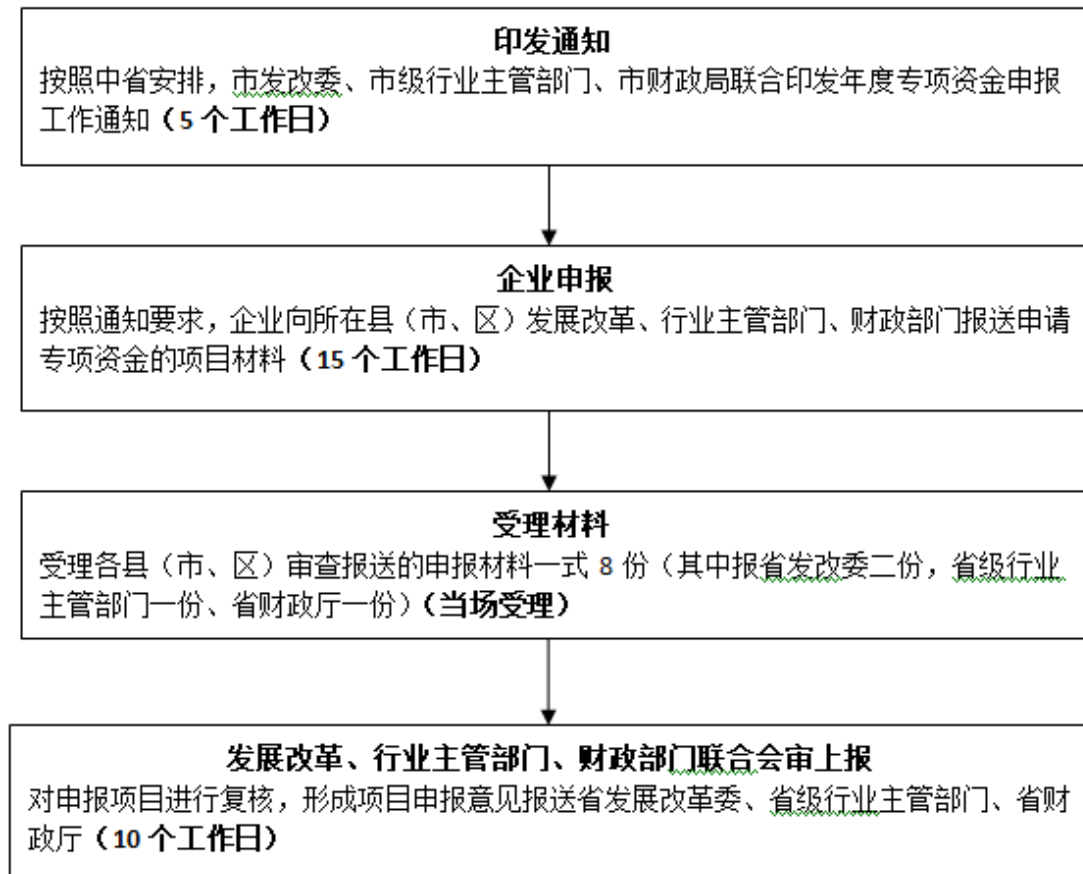 印发通知
按照中省安排，市发改委、市级行业主管部门、市财政局联合印发年度专项资金申报
工作通知（5 个工作日）
企业申报
按照通知要求，企业向所在县（市、区）发展改革、行业主管部门、财政部门报送申请
专项资金的项目材料（15 个工作日）
受理材料
受理各县（市、区）审查报送的申报材料一式 8 份（其中报省发改委二份，省级行业
主管部门一份、省财政厅一份）（当场受理）
发展改革、行业主管部门、财政部门联合会审上报
对申报项目进行复核，形成项目申报意见报送省发展改革委、省级行业主管部门、省财
政厅（10 个工作日）